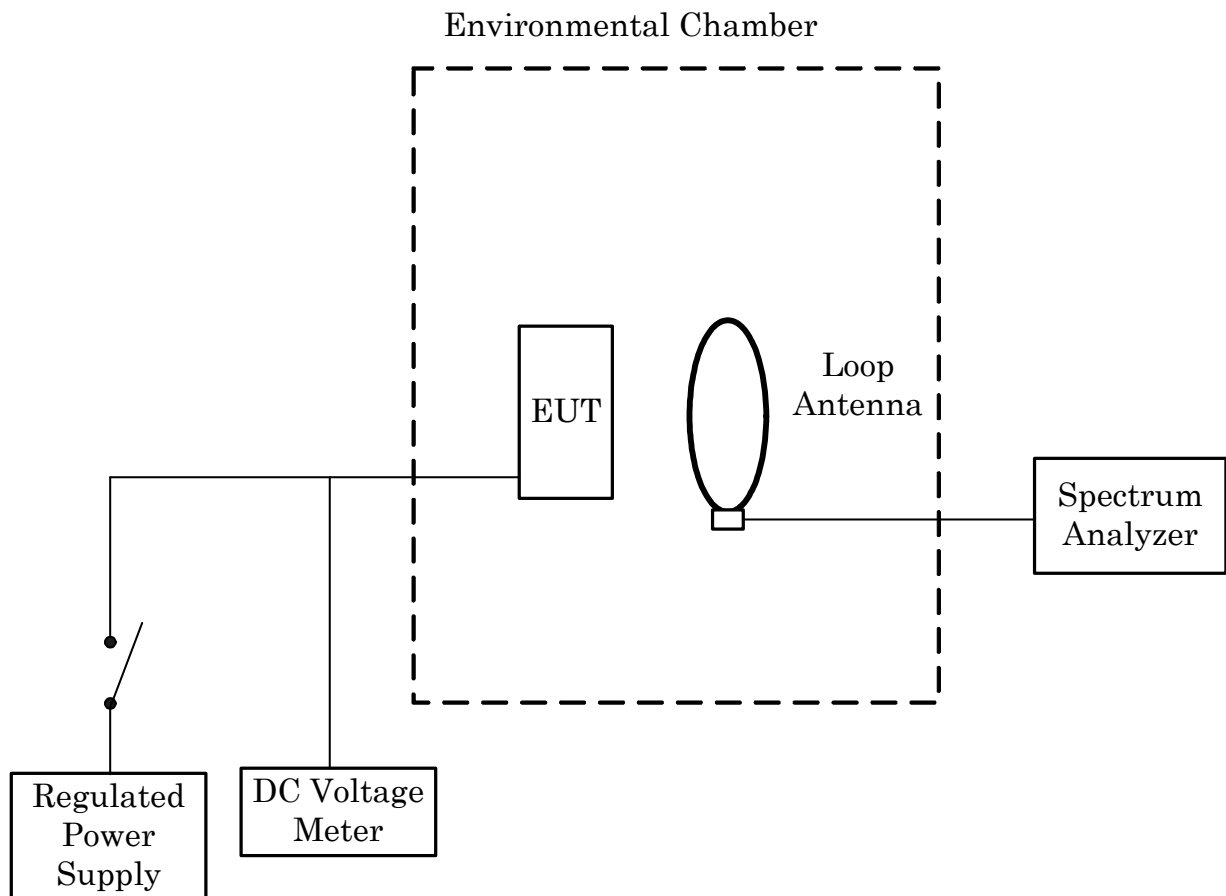 Environmental Chamber
EUT
Loop
Antenna
Spectrum
Analyzer
Regulated
Power
Supply
DC Voltage
Meter